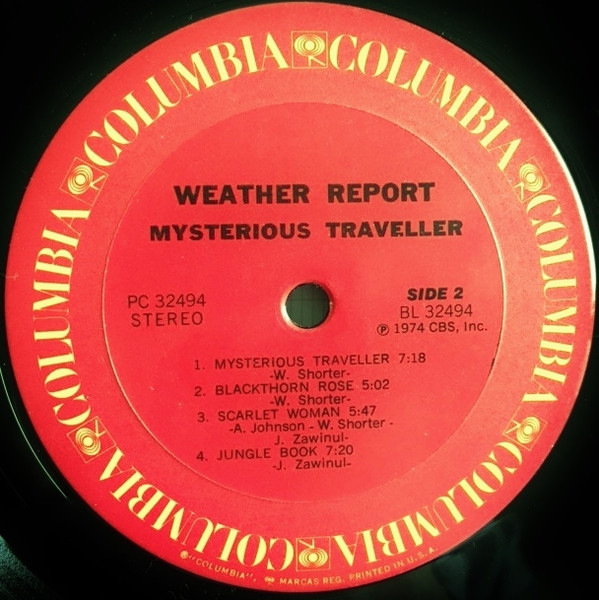 COLUMBIA COLUMBIA COLUMBIA COLUMBIA COLUMBIA COLUMBIA
WEATHER REPORT
MYSTERIOUS TRAVELLER
PC 32494
STEREO
SIDE 2
BL 32494
℗ 1974 CBS, Inc.
1. MYSTERIOUS TRAVELLER 7:18
-W. Shorter-
2. BLACKTHORN ROSE 5:02
-W. Shorter-
3. SCARLET WOMAN 5:47
-A. Johnson - W. Shorter -
J. Zawinul-
4. JUNGLE BOOK 7:20
-J. Zawinul-
®"COLUMBIA", MARCAS REG. PRINTED IN U.S.A.